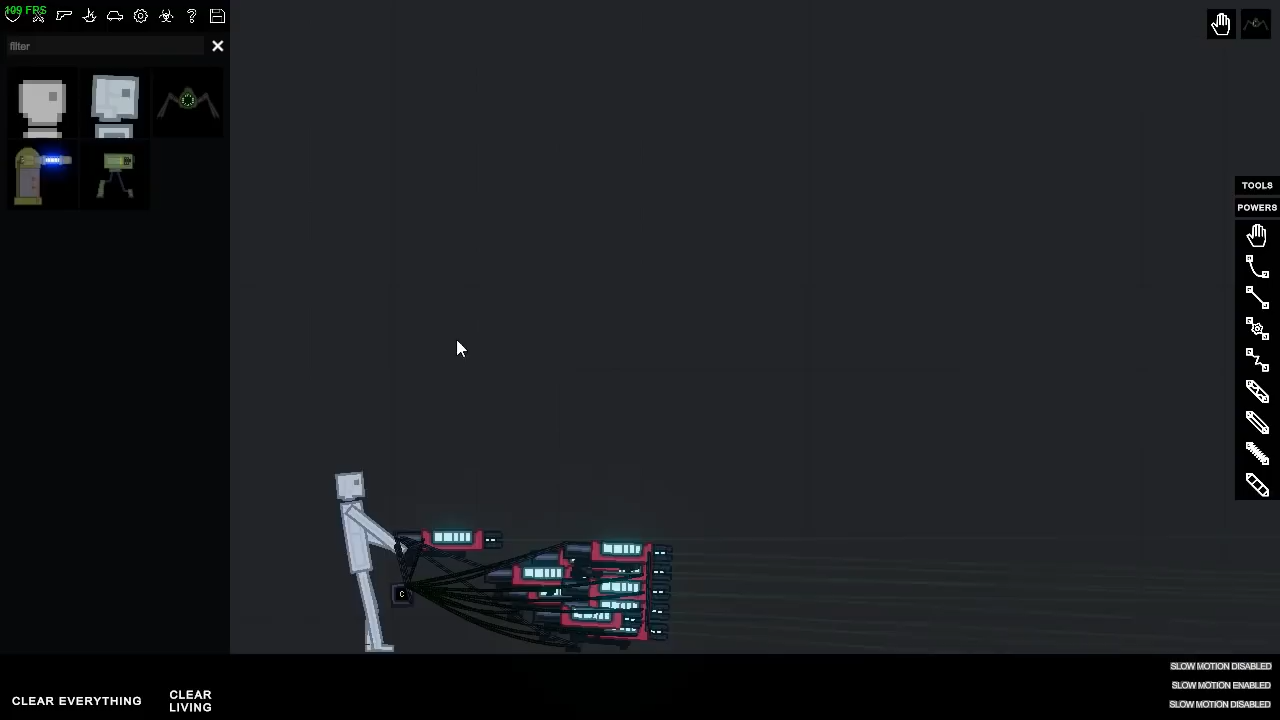 109 FPS
filter
TOOLS
POWERS
C
SLOW MOTION DISABLED
SLOW MOTION ENABLED
SLOW MOTION DISABLED
CLEAR EVERYTHING
CLEAR
LIVING